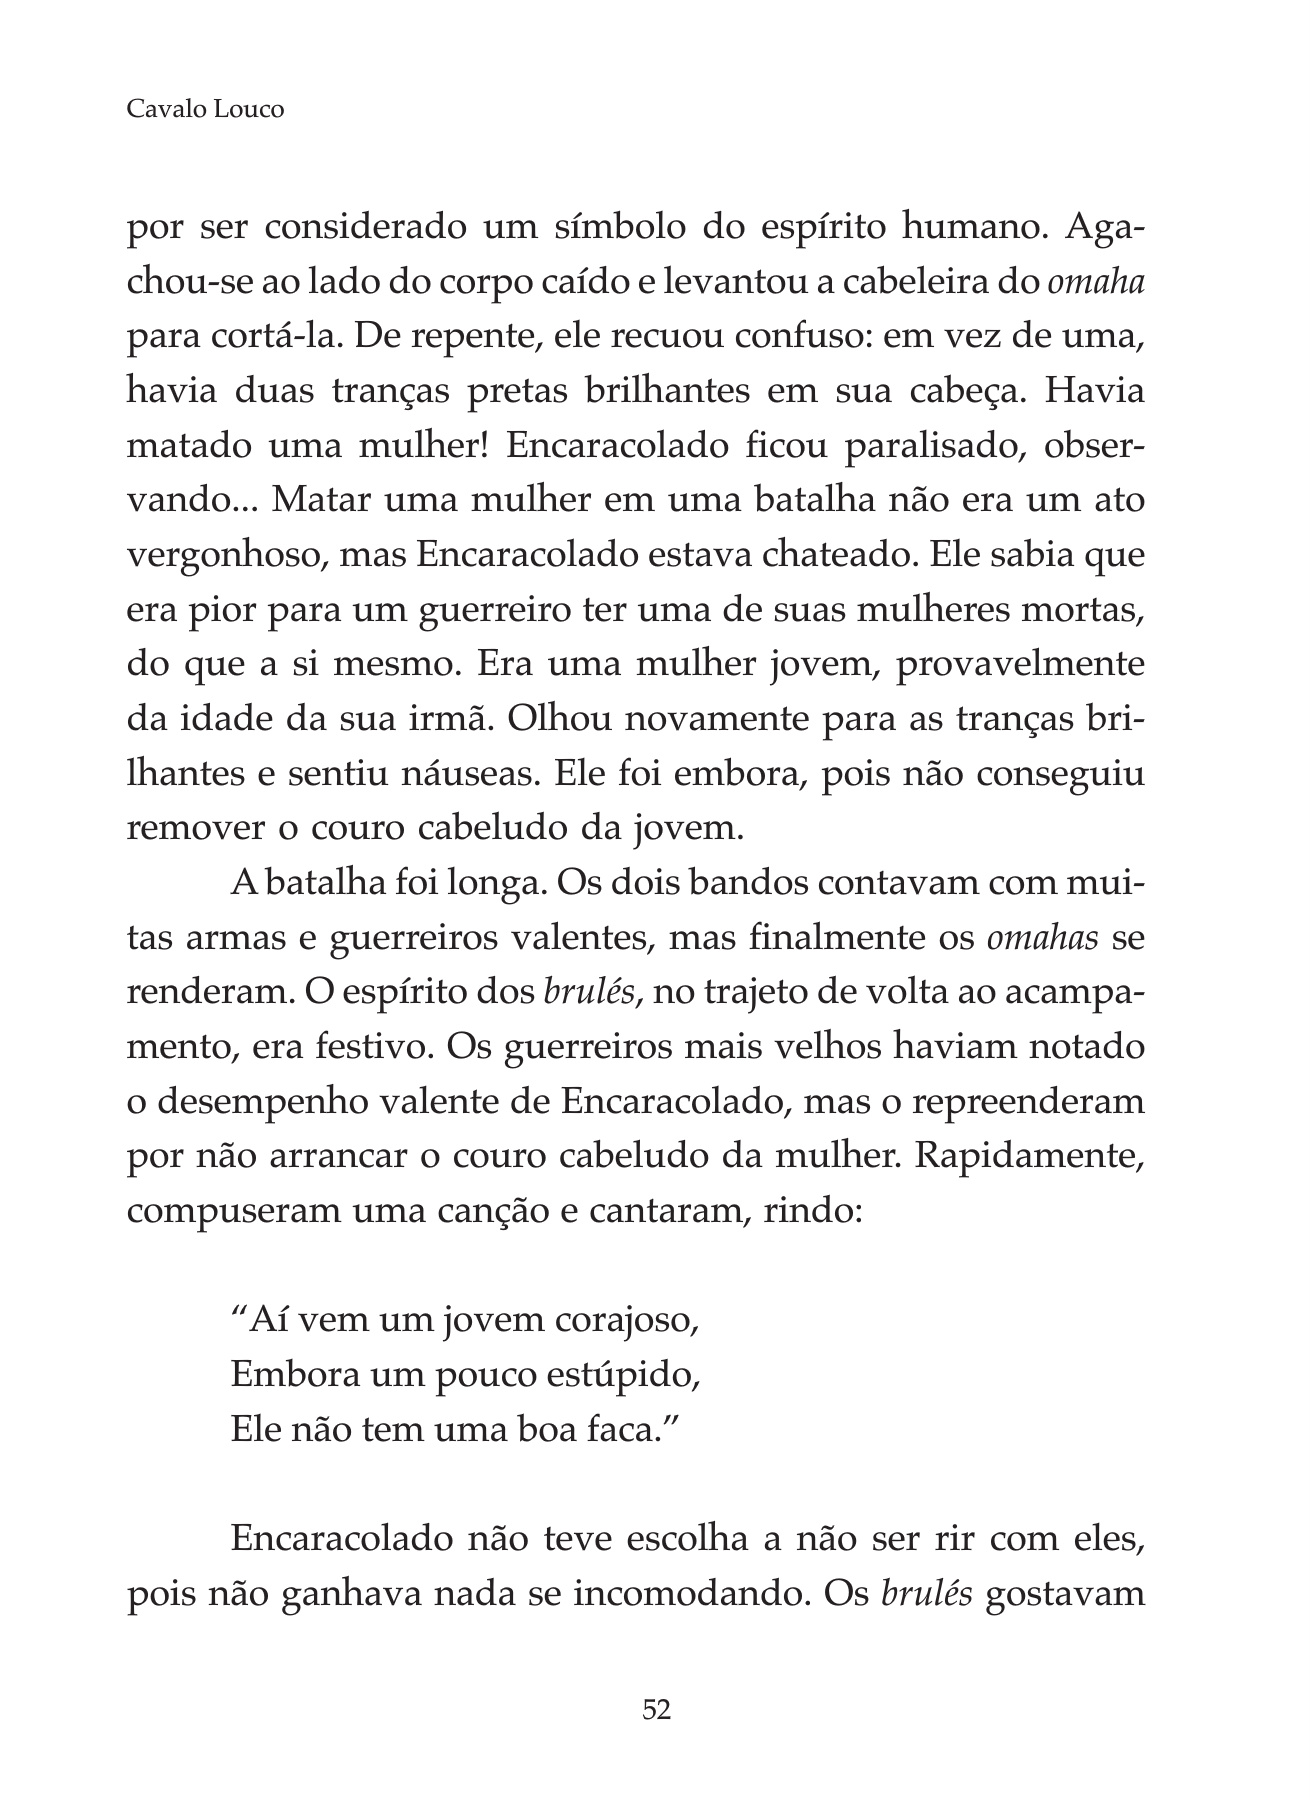 Cavalo Louco
por ser considerado um símbolo do espírito humano. Aga-
chou-se ao lado do corpo caído e levantou a cabeleira do omaha
para cortá-la. De repente, ele recuou confuso: em vez de uma,
havia duas tranças pretas brilhantes em sua cabeça. Havia
matado uma mulher! Encaracolado ficou paralisado, obser-
vando... Matar uma mulher em uma batalha não era um ato
vergonhoso, mas Encaracolado estava chateado. Ele sabia que
era pior para um guerreiro ter uma de suas mulheres mortas,
do que a si mesmo. Era uma mulher jovem, provavelmente
da idade da sua irmã. Olhou novamente para as tranças bri-
lhantes e sentiu náuseas. Ele foi embora, pois não conseguiu
remover o couro cabeludo da jovem.
A batalha foi longa. Os dois bandos contavam com mui-
tas armas e guerreiros valentes, mas finalmente os omahas se
renderam. O espírito dos brulés, no trajeto de volta ao acampa-
mento, era festivo. Os guerreiros mais velhos haviam notado
o desempenho valente de Encaracolado, mas o repreenderam
por não arrancar o couro cabeludo da mulher. Rapidamente,
compuseram uma canção e cantaram, rindo:
“Aí vem um jovem corajoso,
Embora um pouco estúpido,
Ele não tem uma boa faca.”
Encaracolado não teve escolha a não ser rir com eles,
pois não ganhava nada se incomodando. Os brulés gostavam
52